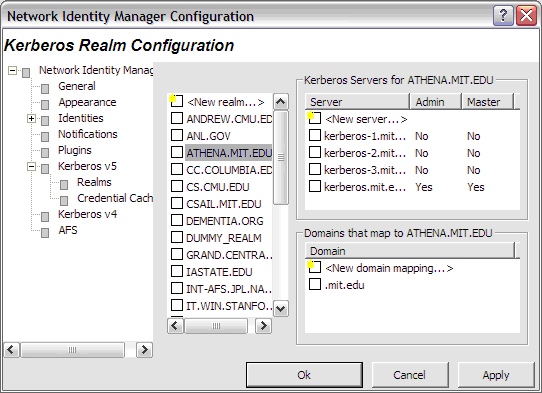 Network Identity Manager Configuration
Kerberos Realm Configuration
Network Identity Manag
General
Appearance
Identities
Notifications
Plugins
Kerberos v5
Realms
Credential Cach
Kerberos v4
AFS
<New realm...>
ANDREW.CMU.ED
ANL.GOV
ATHENA.MIT.EDU
CC.COLUMBIA.ED
CS.CMU.EDU
CSAIL.MIT.EDU
DEMENTIA.ORG
DUMMY_REALM
GRAND.CENTRA...
IASTATE.EDU
INT-AFS.JPL.NA...
IT.WIN.STANFO...
Kerberos Servers for ATHENA.MIT.EDU
Server Admin Master
<New server...>
kerberos-1.mit... No No
kerberos-2.mit... No No
kerberos-3.mit... No No
kerberos.mit.e... Yes Yes
Domains that map to ATHENA.MIT.EDU
Domain
<New domain mapping...>
.mit.edu
Ok Cancel Apply